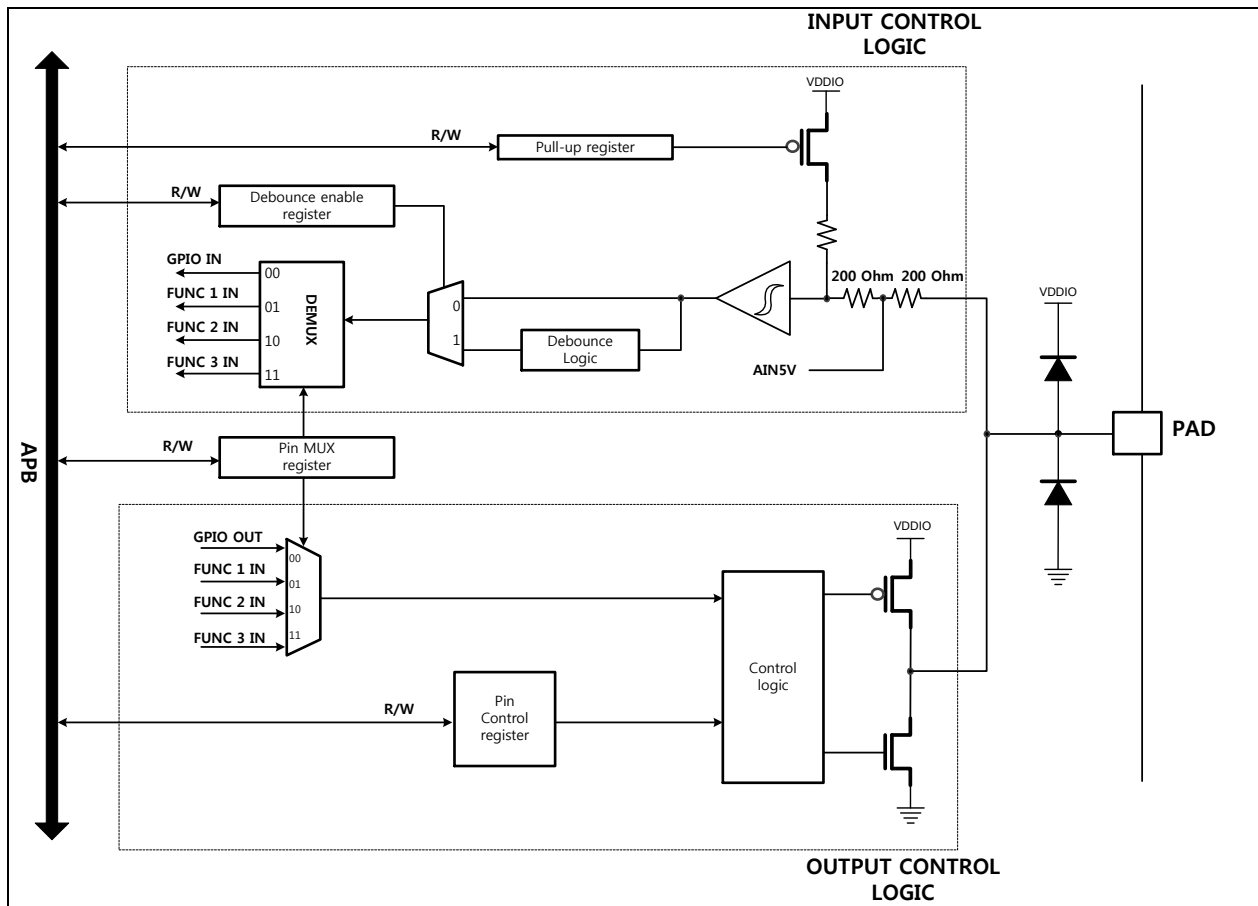 INPUT CONTROL
LOGIC
VDDIO
R/W
Pull-up register
R/W
Debounce enable
register
GPIO IN
00
FUNC 1 IN
01
FUNC 2 IN
10
FUNC 3 IN
11
DEMUX
0
1
Debounce
Logic
200 Ohm
200 Ohm
AIN5V
VDDIO
PAD
APB
R/W
Pin MUX
register
GPIO OUT
00
FUNC 1 IN
01
FUNC 2 IN
10
FUNC 3 IN
11
VDDIO
Control
logic
R/W
Pin
Control
register
OUTPUT CONTROL
LOGIC